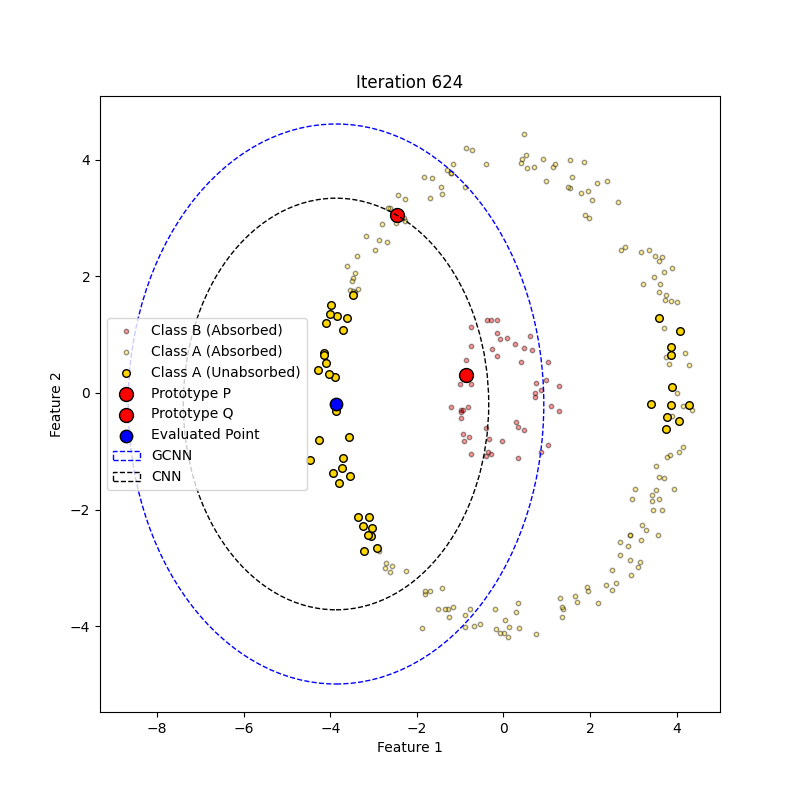 Iteration 624
4
2
0
−2
−4
Feature 2
Class B (Absorbed)
Class A (Absorbed)
Class A (Unabsorbed)
Prototype P
Prototype Q
Evaluated Point
GCNN
CNN
−8
−6
−4
−2
0
2
4
Feature 1